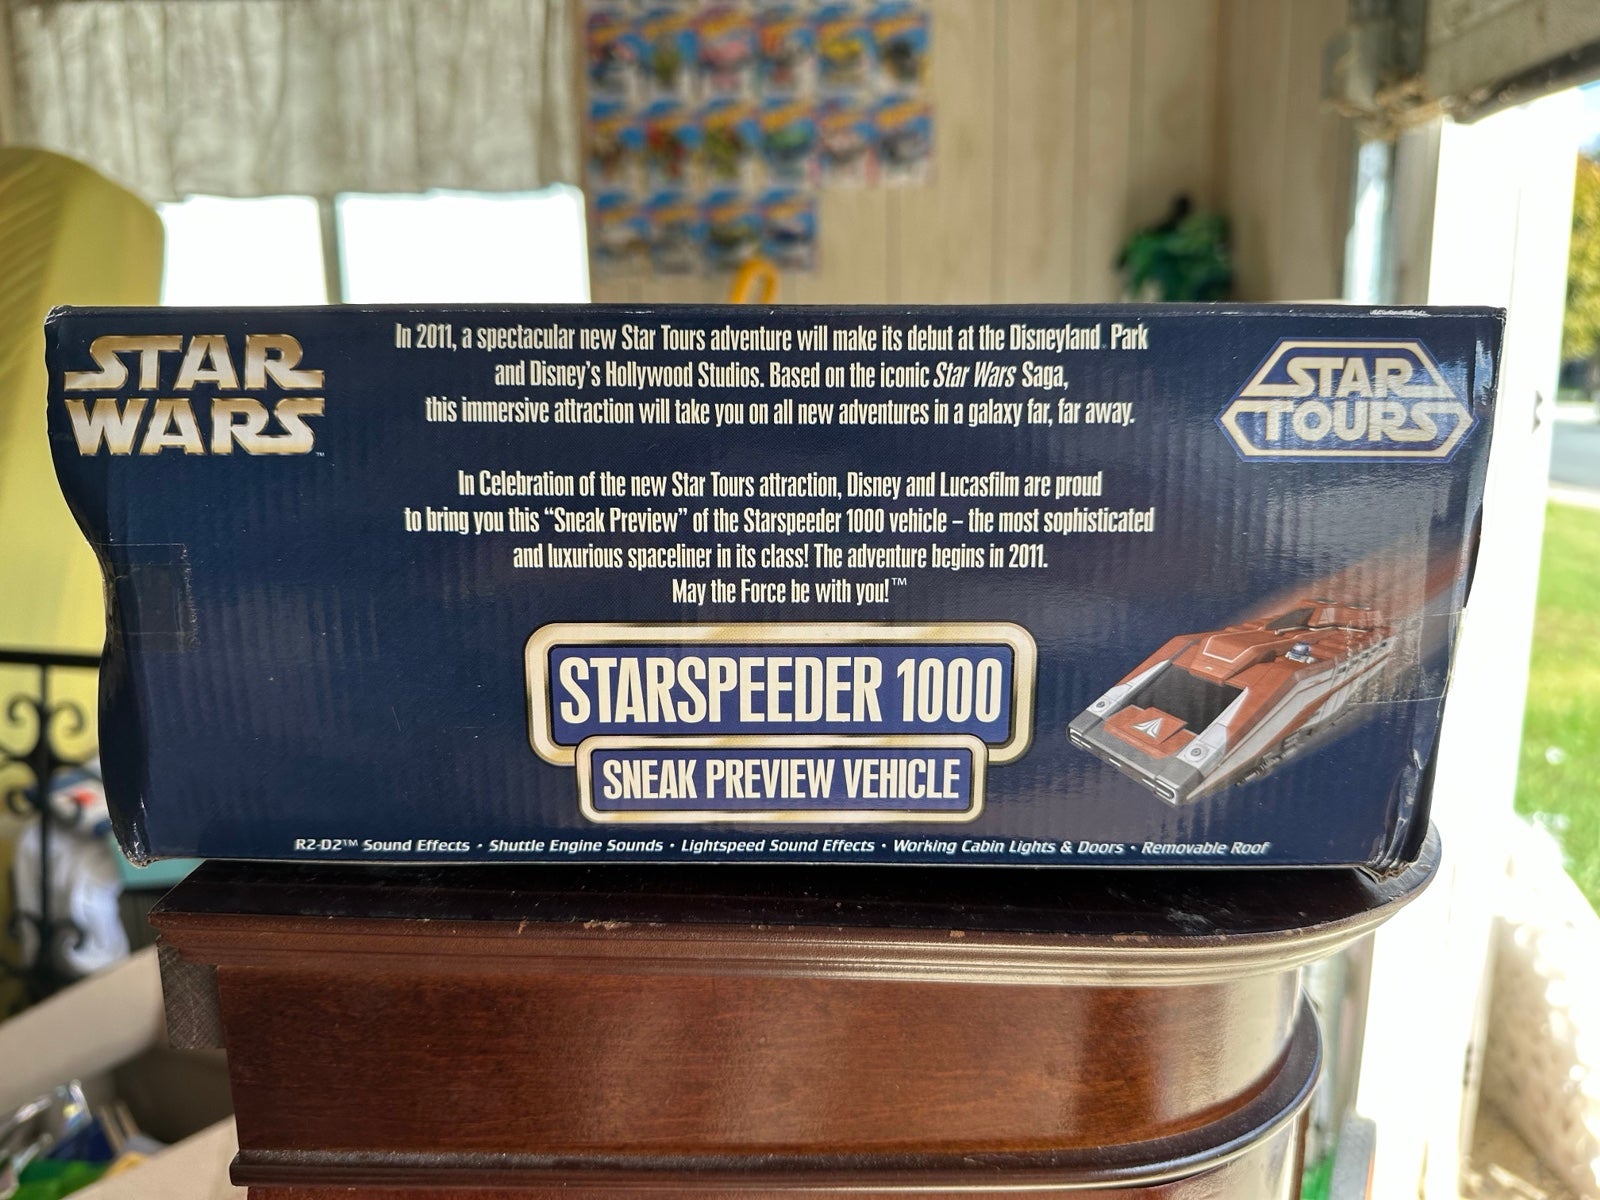 STAR
WARS
™
In 2011, a spectacular new Star Tours adventure will make its debut at the Disneyland Park
and Disney's Hollywood Studios. Based on the iconic Star Wars Saga,
this immersive attraction will take you on all new adventures in a galaxy far, far away.
STAR
TOURS
In Celebration of the new Star Tours attraction, Disney and Lucasfilm are proud
to bring you this “Sneak Preview” of the Starspeeder 1000 vehicle – the most sophisticated
and luxurious spaceliner in its class! The adventure begins in 2011.
May the Force be with you!™
STARSPEEDER 1000
SNEAK PREVIEW VEHICLE
R2-D2™ Sound Effects • Shuttle Engine Sounds • Lightspeed Sound Effects • Working Cabin Lights & Doors • Removable Roof